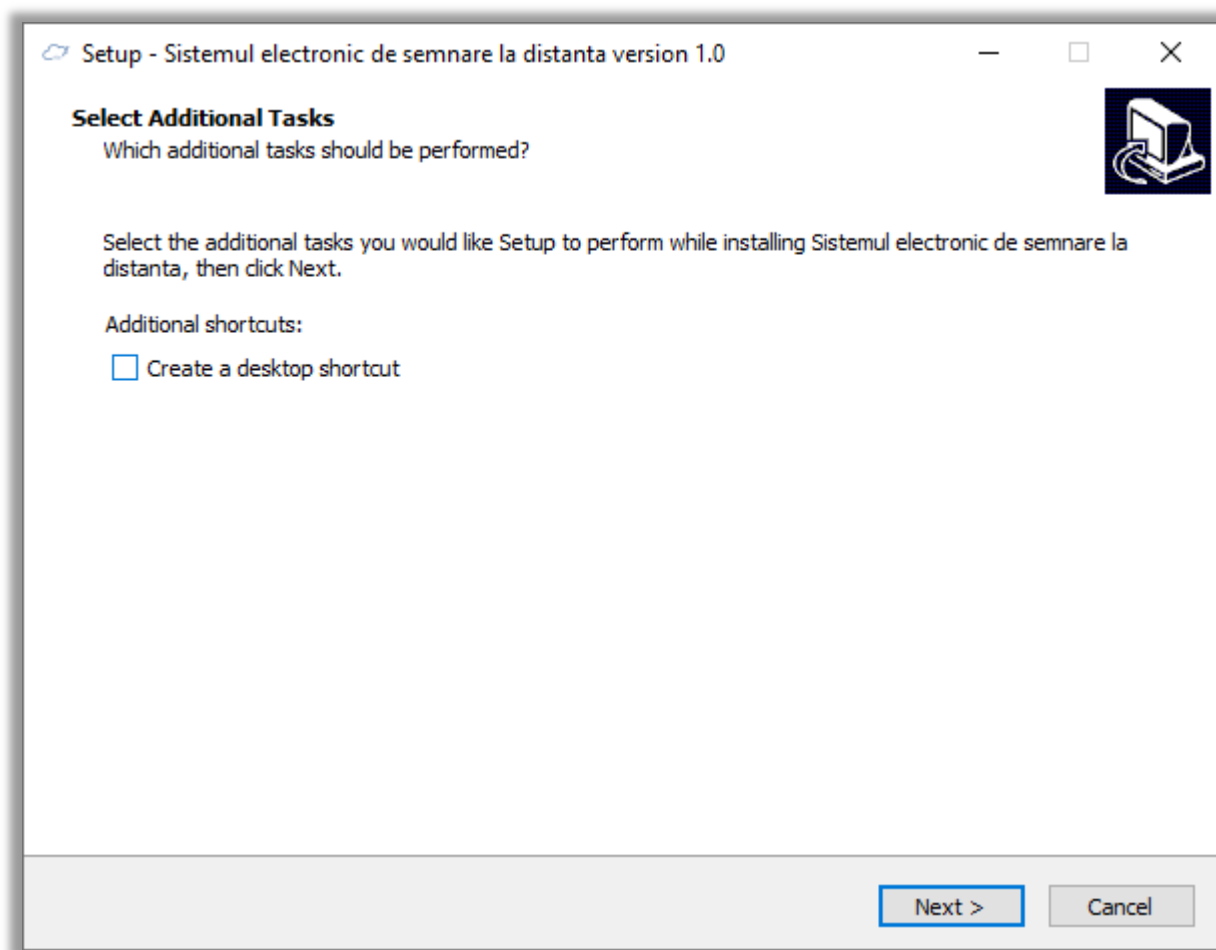 Setup - Sistemul electronic de semnare la distanta version 1.0
Select Additional Tasks
Which additional tasks should be performed?
Select the additional tasks you would like Setup to perform while installing Sistemul electronic de semnare la
distanta, then click Next.
Additional shortcuts:
Create a desktop shortcut
Next >
Cancel